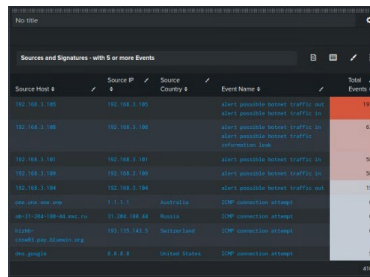 No title
Sources and Signatures - with 5 or more Events
Source Host
Source IP
Source Country
Event Name
Total Events
192.168.3.105 192.168.3.105 alert possible botnet traffic out
alert possible botnet traffic in
192.168.3.100 192.168.3.100 alert possible botnet traffic in
alert possible botnet traffic
information leak
192.168.3.101 192.168.3.101 alert possible botnet traffic in
192.168.3.109 192.168.3.109 alert possible botnet traffic in
192.168.3.104 192.168.3.104 alert possible botnet traffic out
one.one.one.one 1.1.1.1 Australia ICMP connection attempt
Russia ICMP connection attempt
Switzerland ICMP connection attempt
dns.google 8.8.8.8 United States ICMP connection attempt